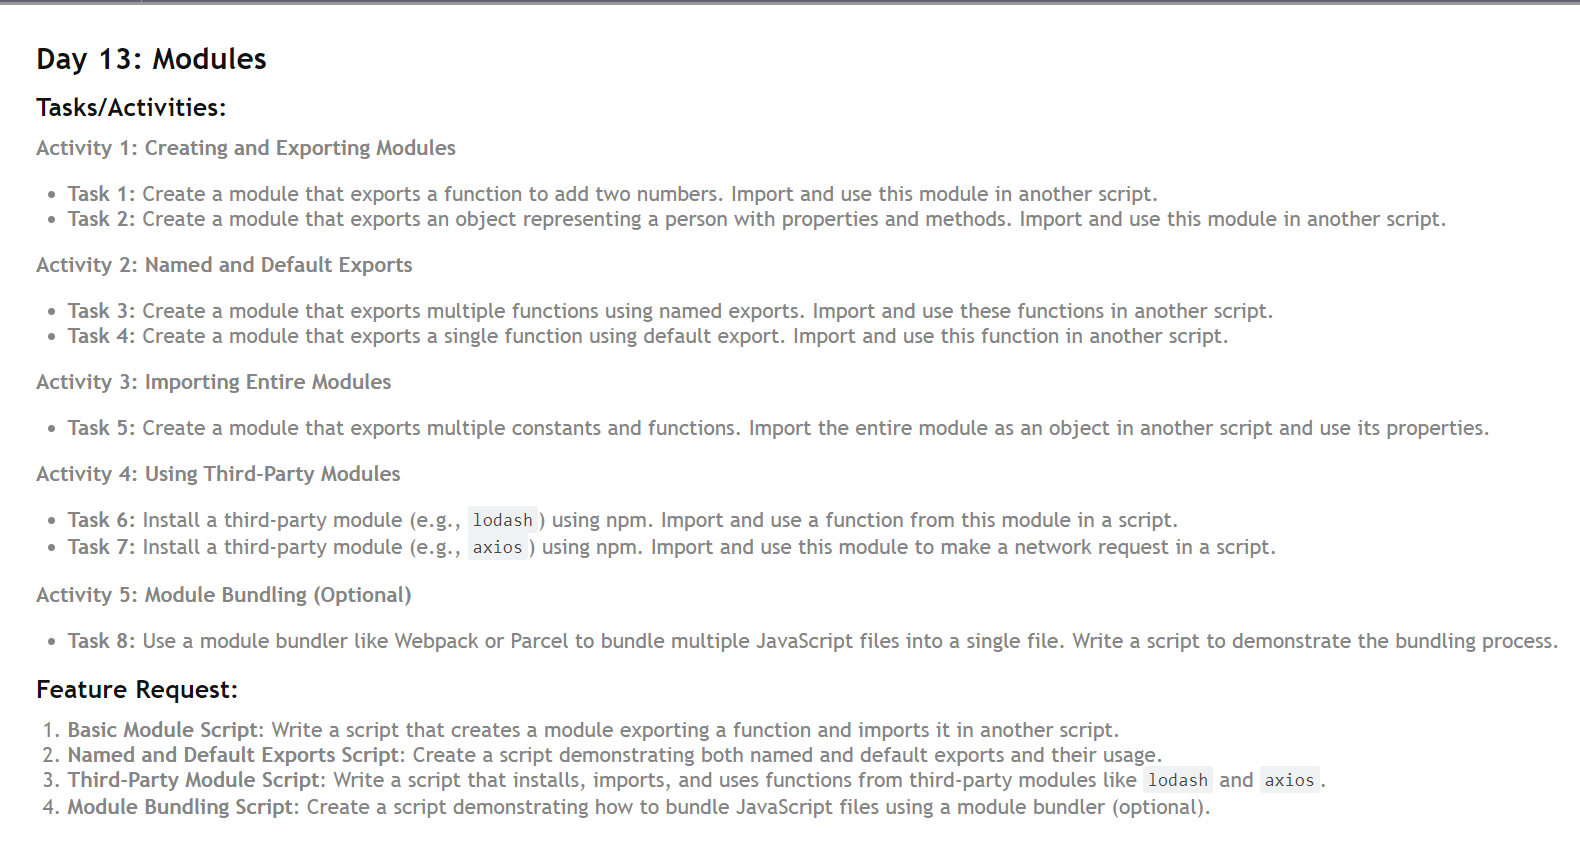 Day 13: Modules
Tasks/Activities:
Activity 1: Creating and Exporting Modules
• Task 1: Create a module that exports a function to add two numbers. Import and use this module in another script.
• Task 2: Create a module that exports an object representing a person with properties and methods. Import and use this module in another script.
Activity 2: Named and Default Exports
• Task 3: Create a module that exports multiple functions using named exports. Import and use these functions in another script.
• Task 4: Create a module that exports a single function using default export. Import and use this function in another script.
Activity 3: Importing Entire Modules
• Task 5: Create a module that exports multiple constants and functions. Import the entire module as an object in another script and use its properties.
Activity 4: Using Third-Party Modules
• Task 6: Install a third-party module (e.g., lodash) using npm. Import and use a function from this module in a script.
• Task 7: Install a third-party module (e.g., axios) using npm. Import and use this module to make a network request in a script.
Activity 5: Module Bundling (Optional)
• Task 8: Use a module bundler like Webpack or Parcel to bundle multiple JavaScript files into a single file. Write a script to demonstrate the bundling process.
Feature Request:
1. Basic Module Script: Write a script that creates a module exporting a function and imports it in another script.
2. Named and Default Exports Script: Create a script demonstrating both named and default exports and their usage.
3. Third-Party Module Script: Write a script that installs, imports, and uses functions from third-party modules like lodash and axios.
4. Module Bundling Script: Create a script demonstrating how to bundle JavaScript files using a module bundler (optional).